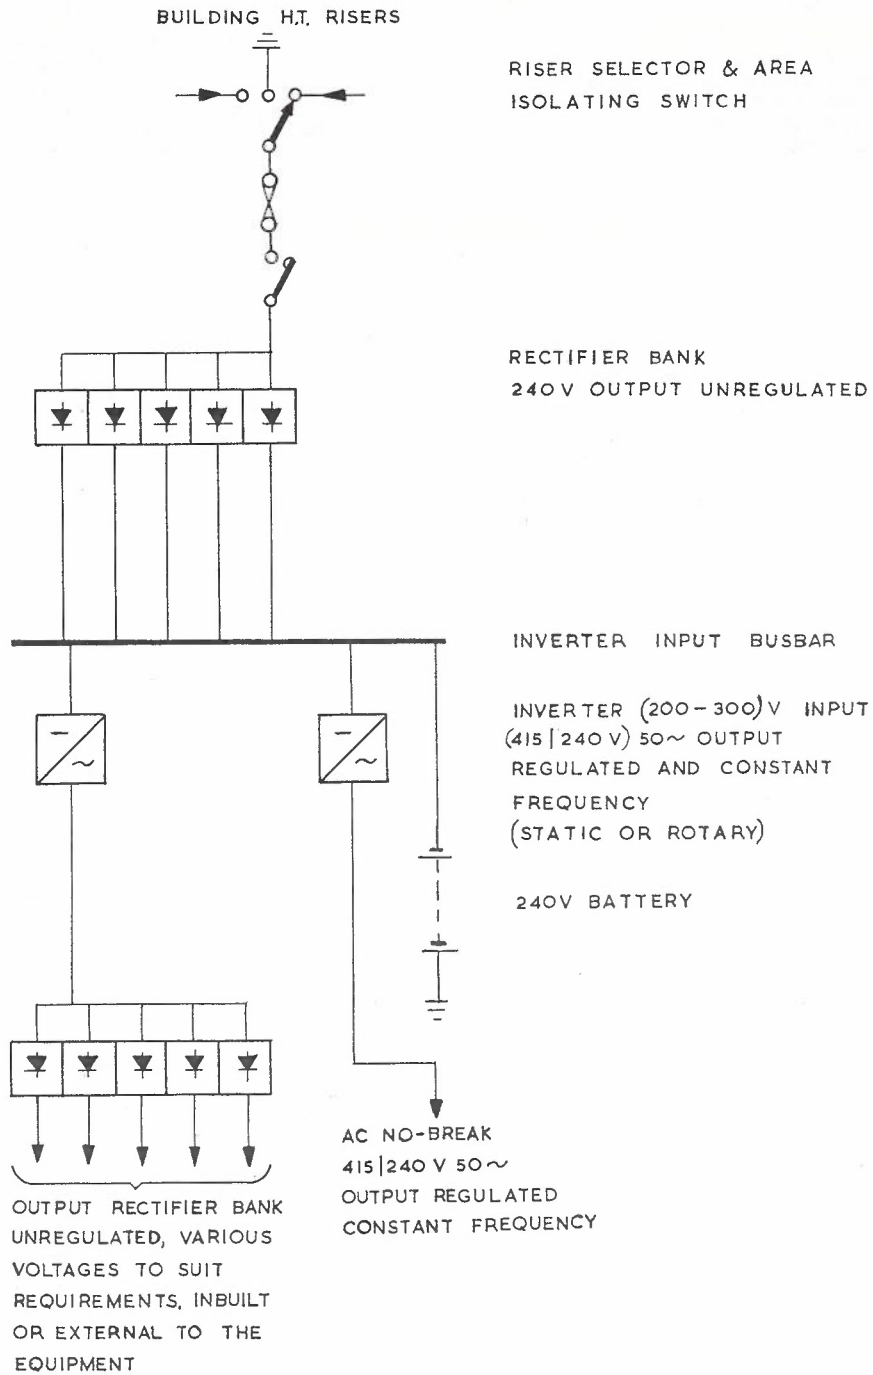 BUILDING H.T. RISERS
RISER SELECTOR & AREA
ISOLATING SWITCH
RECTIFIER BANK
240V OUTPUT UNREGULATED
INVERTER INPUT BUSBAR
INVERTER (200-300)V INPUT
(415|240V) 50~ OUTPUT
REGULATED AND CONSTANT
FREQUENCY
(STATIC OR ROTARY)
240V BATTERY
AC NO-BREAK
415|240 V 50~
OUTPUT REGULATED
CONSTANT FREQUENCY
OUTPUT RECTIFIER BANK
UNREGULATED, VARIOUS
VOLTAGES TO SUIT
REQUIREMENTS, INBUILT
OR EXTERNAL TO THE
EQUIPMENT